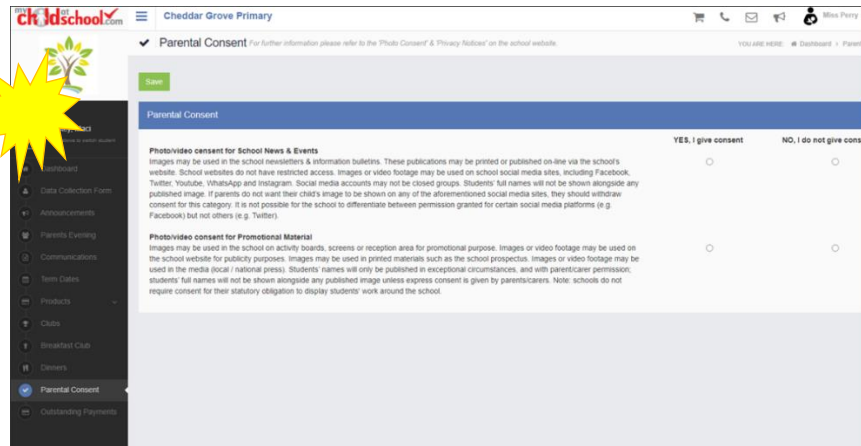 my at
childschool.com
Cheddar Grove Primary
Miss Perry
Parental Consent For further information please refer to the 'Photo Consent' & 'Privacy Notices' on the school website.
YOU ARE HERE: Dashboard > Paren
Save
Parental Consent
YES, I give consent NO, I do not give cons
Photo/video consent for School News & Events
Images may be used in the school newsletters & information bulletins. These publications may be printed or published on-line via the school's
website. School websites do not have restricted access. Images or video footage may be used on school social media sites, including Facebook,
Twitter, Youtube, WhatsApp and Instagram. Social media accounts may not be closed groups. Students' full names will not be shown alongside any
published image. If parents do not want their child's image to be shown on any of the aforementioned social media sites, they should withdraw
consent for this category. It is not possible for the school to differentiate between permission granted for certain social media platforms (e.g.
Facebook) but not others (e.g. Twitter).
Photo/video consent for Promotional Material
Images may be used in the school on activity boards, screens or reception area for promotional purpose. Images or video footage may be used on
the school website for publicity purposes. Images may be used in printed materials such as the school prospectus. Images or video footage may be
used in the media (local / national press). Students' names will only be published in exceptional circumstances, and with parent/carer permission;
students' full names will not be shown alongside any published image unless express consent is given by parents/carers. Note: schools do not
require consent for their statutory obligation to display students' work around the school.
Dashboard
Data Collection Form
Announcements
Parents Evening
Communications
Term Dates
Products
Clubs
Breakfast Club
Dinners
Parental Consent
Outstanding Payments